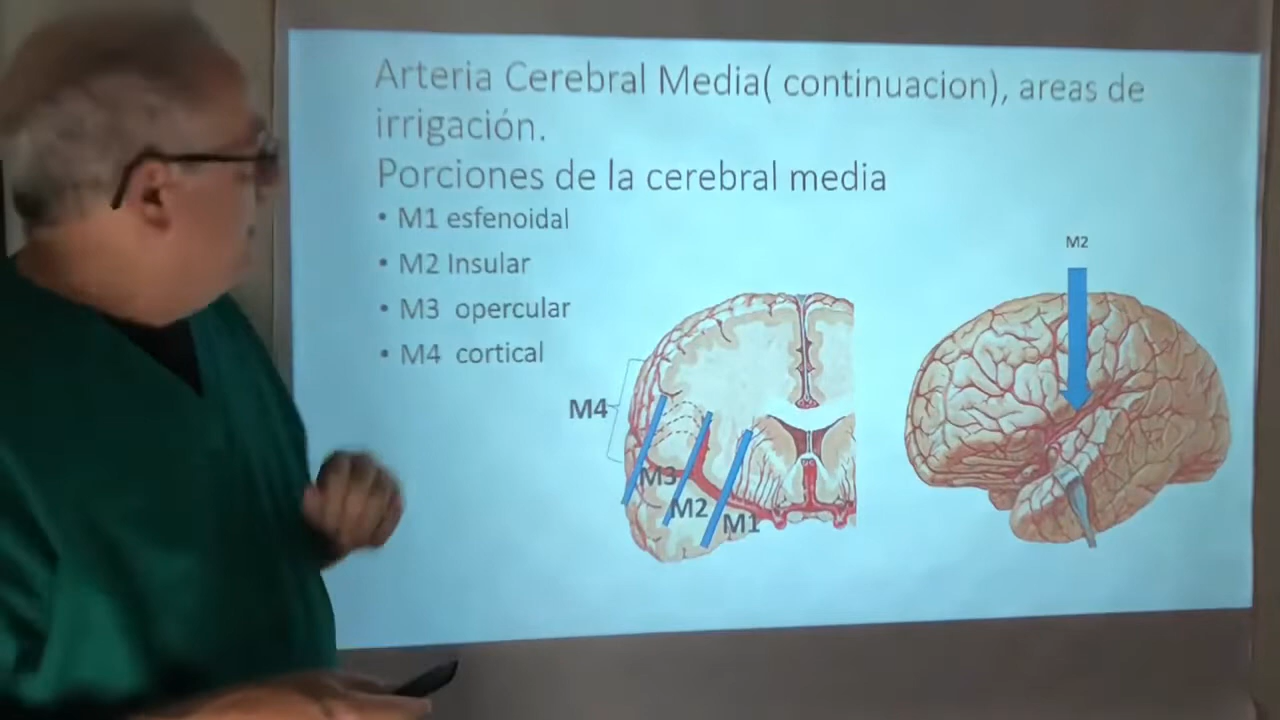 Arteria Cerebral Media( continuacion), areas de
irrigación.
Porciones de la cerebral media
• M1 esfenoidal
• M2 Insular
• M3 opercular
• M4 cortical
M4
M3
M2
M1
M2